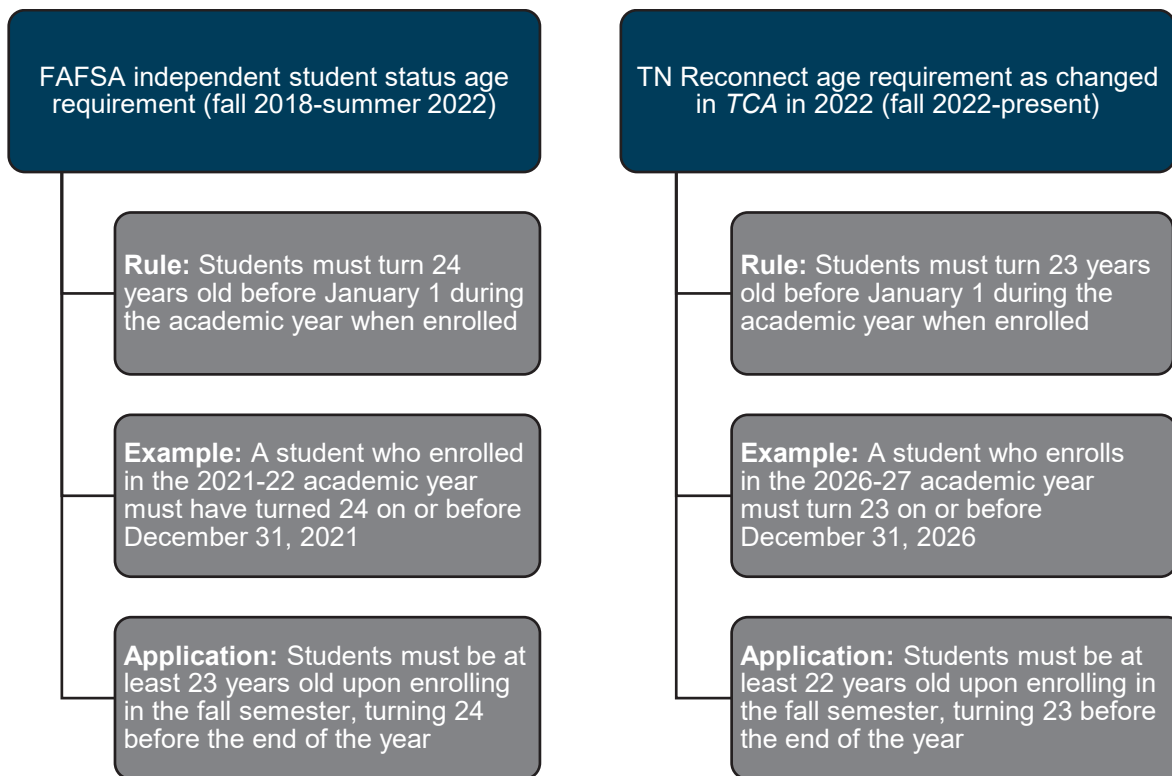 FAFSA independent student status age
requirement (fall 2018-summer 2022)
Rule: Students must turn 24
years old before January 1 during
the academic year when enrolled
Example: A student who enrolled
in the 2021-22 academic year
must have turned 24 on or before
December 31, 2021
Application: Students must be at
least 23 years old upon enrolling
in the fall semester, turning 24
before the end of the year
TN Reconnect age requirement as changed
in TCA in 2022 (fall 2022-present)
Rule: Students must turn 23 years
old before January 1 during the
academic year when enrolled
Example: A student who enrolls
in the 2026-27 academic year
must turn 23 on or before
December 31, 2026
Application: Students must be at
least 22 years old upon enrolling in
the fall semester, turning 23 before
the end of the year